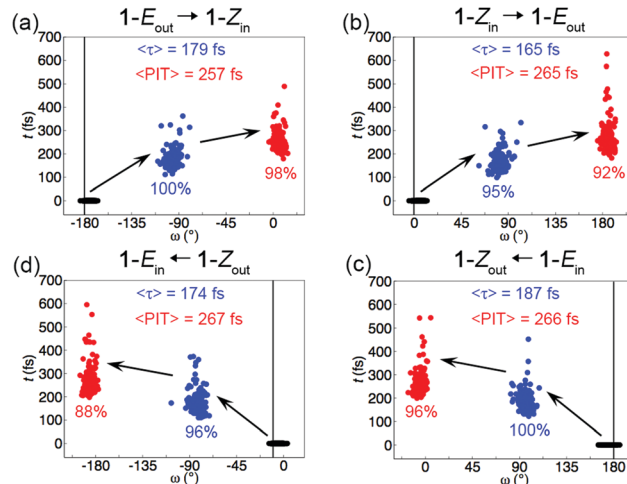 (a) 1-Eout → 1-Zin
700
600
500
400
300
200
100
0
t (fs)
<τ> = 179 fs
<PIT> = 257 fs
100%
98%
-180 -135 -90 -45 0
ω (°)
(b) 1-Zin → 1-Eout
700
600
500
400
300
200
100
0
t (fs)
<τ> = 165 fs
<PIT> = 265 fs
95%
92%
0 45 90 135 180
ω (°)
(d) 1-Ein ← 1-Zout
700
600
500
400
300
200
100
0
t (fs)
<τ> = 174 fs
<PIT> = 267 fs
88%
96%
-180 -135 -90 -45 0
ω (°)
1-Zout ← 1-Ein (c)
700
600
500
400
300
200
100
0
t (fs)
<τ> = 187 fs
<PIT> = 266 fs
96%
100%
0 45 90 135 180
ω (°)